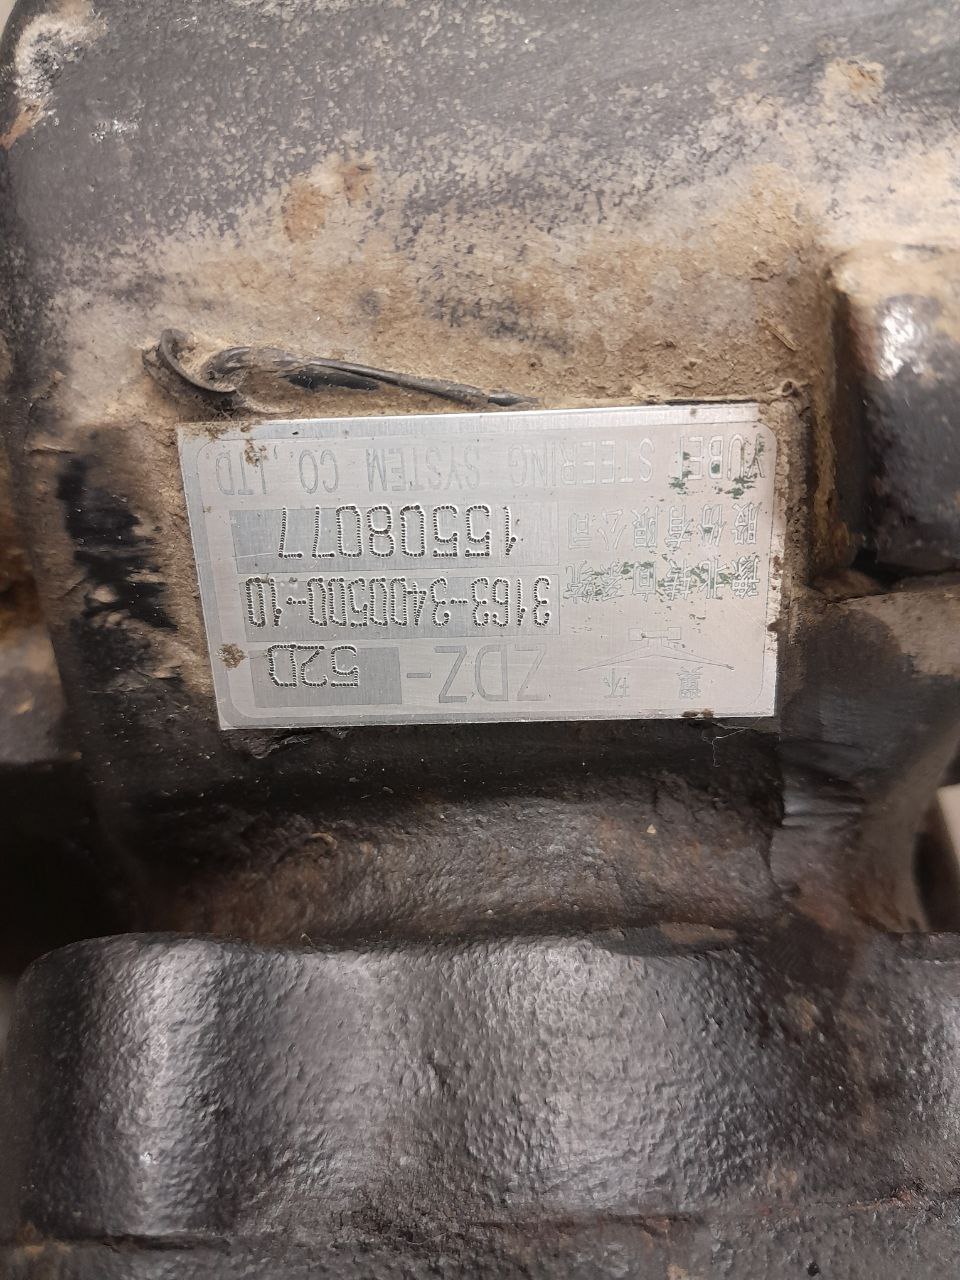 ZDZ-52D
豫北转向系统 3163-3400500-10
股份有限公司 15508077
YUBEI STEERING SYSTEM CO.,LTD